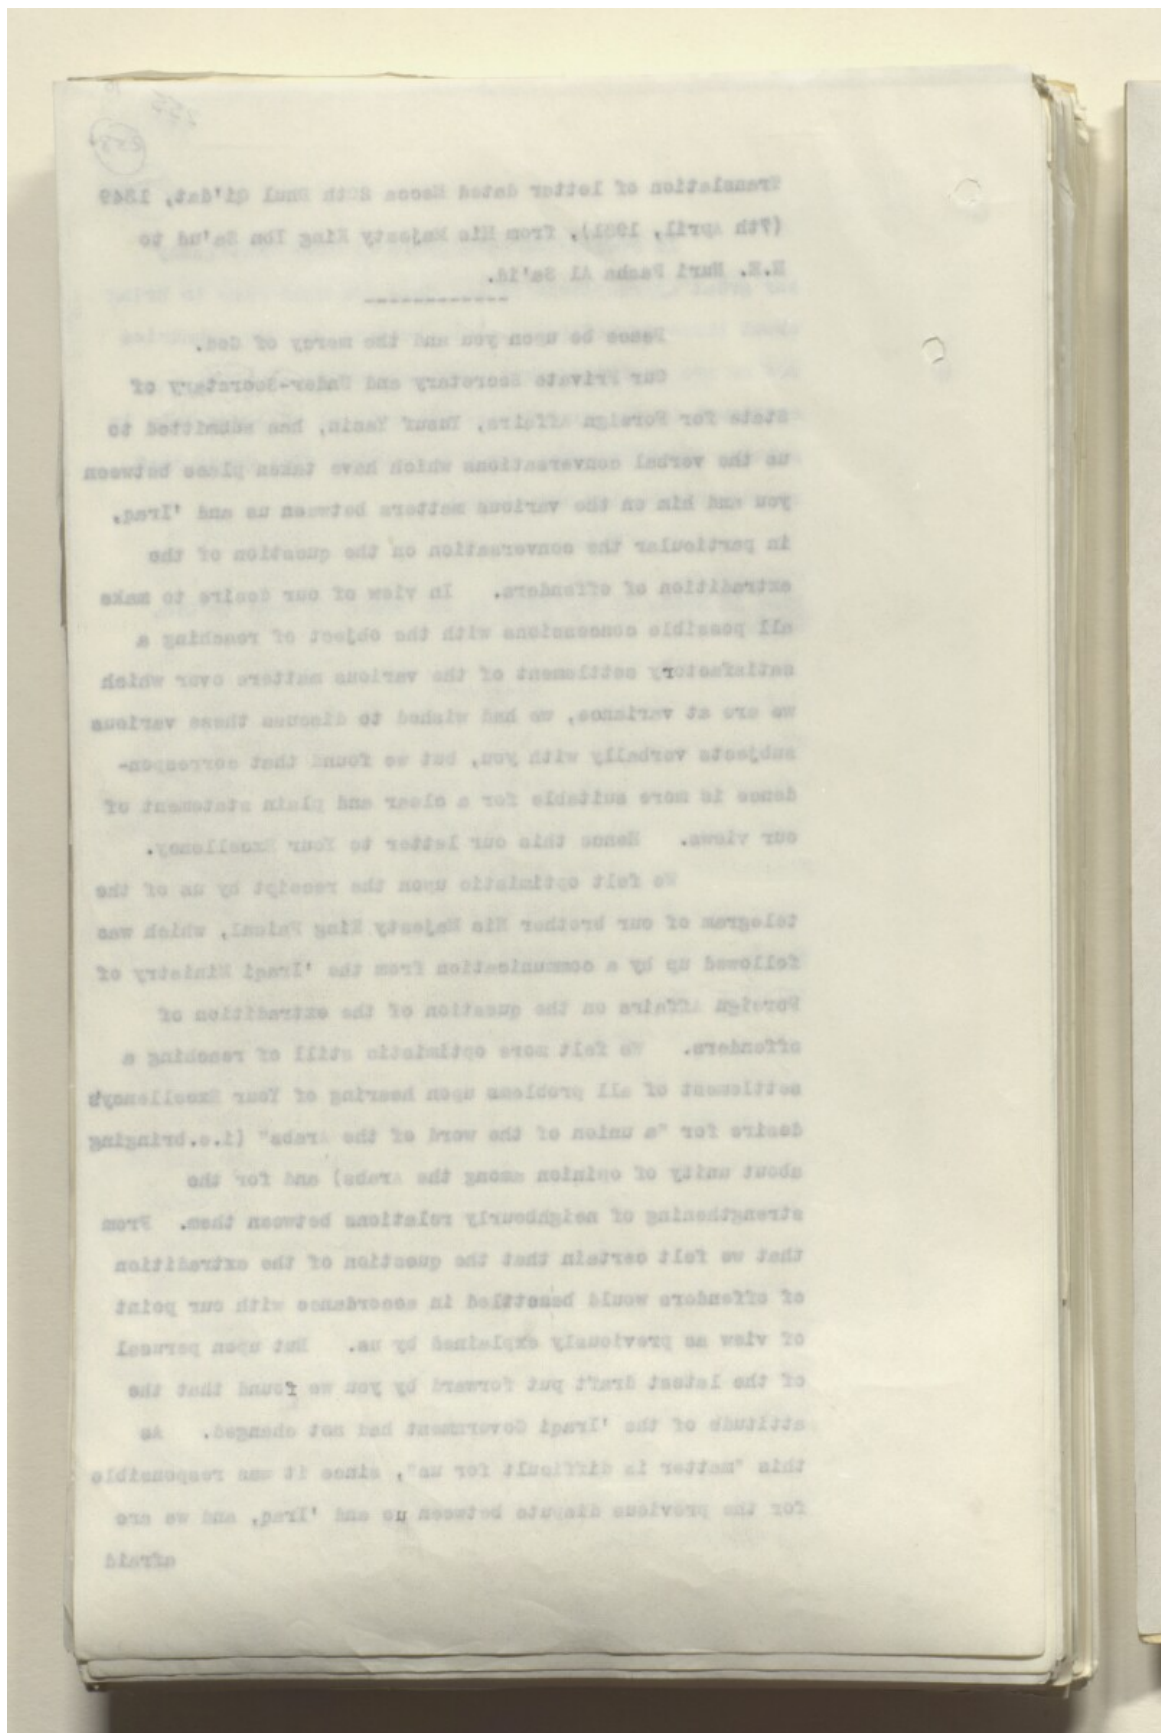 Translation of letter dated Mecca 20th Dhul Qi'dat, 1349
(7th April, 1931), from His Majesty King Ibn Sa'ud to
H.E. Nuri Pasha Al Sa'id.
------------
Peace be upon you and the mercy of God.
Our Private Secretary and Under-Secretary of
State for Foreign Affairs, Yusuf Yasin, has submitted to
us the verbal conversations which have taken place between
you and him on the various matters between us and 'Iraq,
in particular the conversation on the question of the
extradition of offenders. In view of our desire to make
all possible concessions with the object of reaching a
satisfactory settlement of the various matters over which
we are at variance, we had wished to discuss these various
subjects verbally with you, but we found that correspon-
dence is more suitable for a clear and plain statement of
our views. Hence this our letter to Your Excellency.
We felt optimistic upon the receipt by us of the
telegram of our brother His Majesty King Faisal, which was
followed up by a communication from the 'Iraqi Ministry of
Foreign Affairs on the question of the extradition of
offenders. We felt more optimistic still of reaching a
settlement of all problems upon hearing of Your Excellency's
desire for "a union of the word of the Arabs" (i.e.bringing
about unity of opinion among the Arabs) and for the
strengthening of neighbourly relations between them. From
that we felt certain that the question of the extradition
of offenders would be settled in accordance with our point
of view as previously explained by us. But upon perusal
of the latest draft put forward by you we found that the
attitude of the 'Iraqi Government had not changed. As
this "matter is difficult for us", since it was responsible
for the previous dispute between us and 'Iraq, and we are
afraid